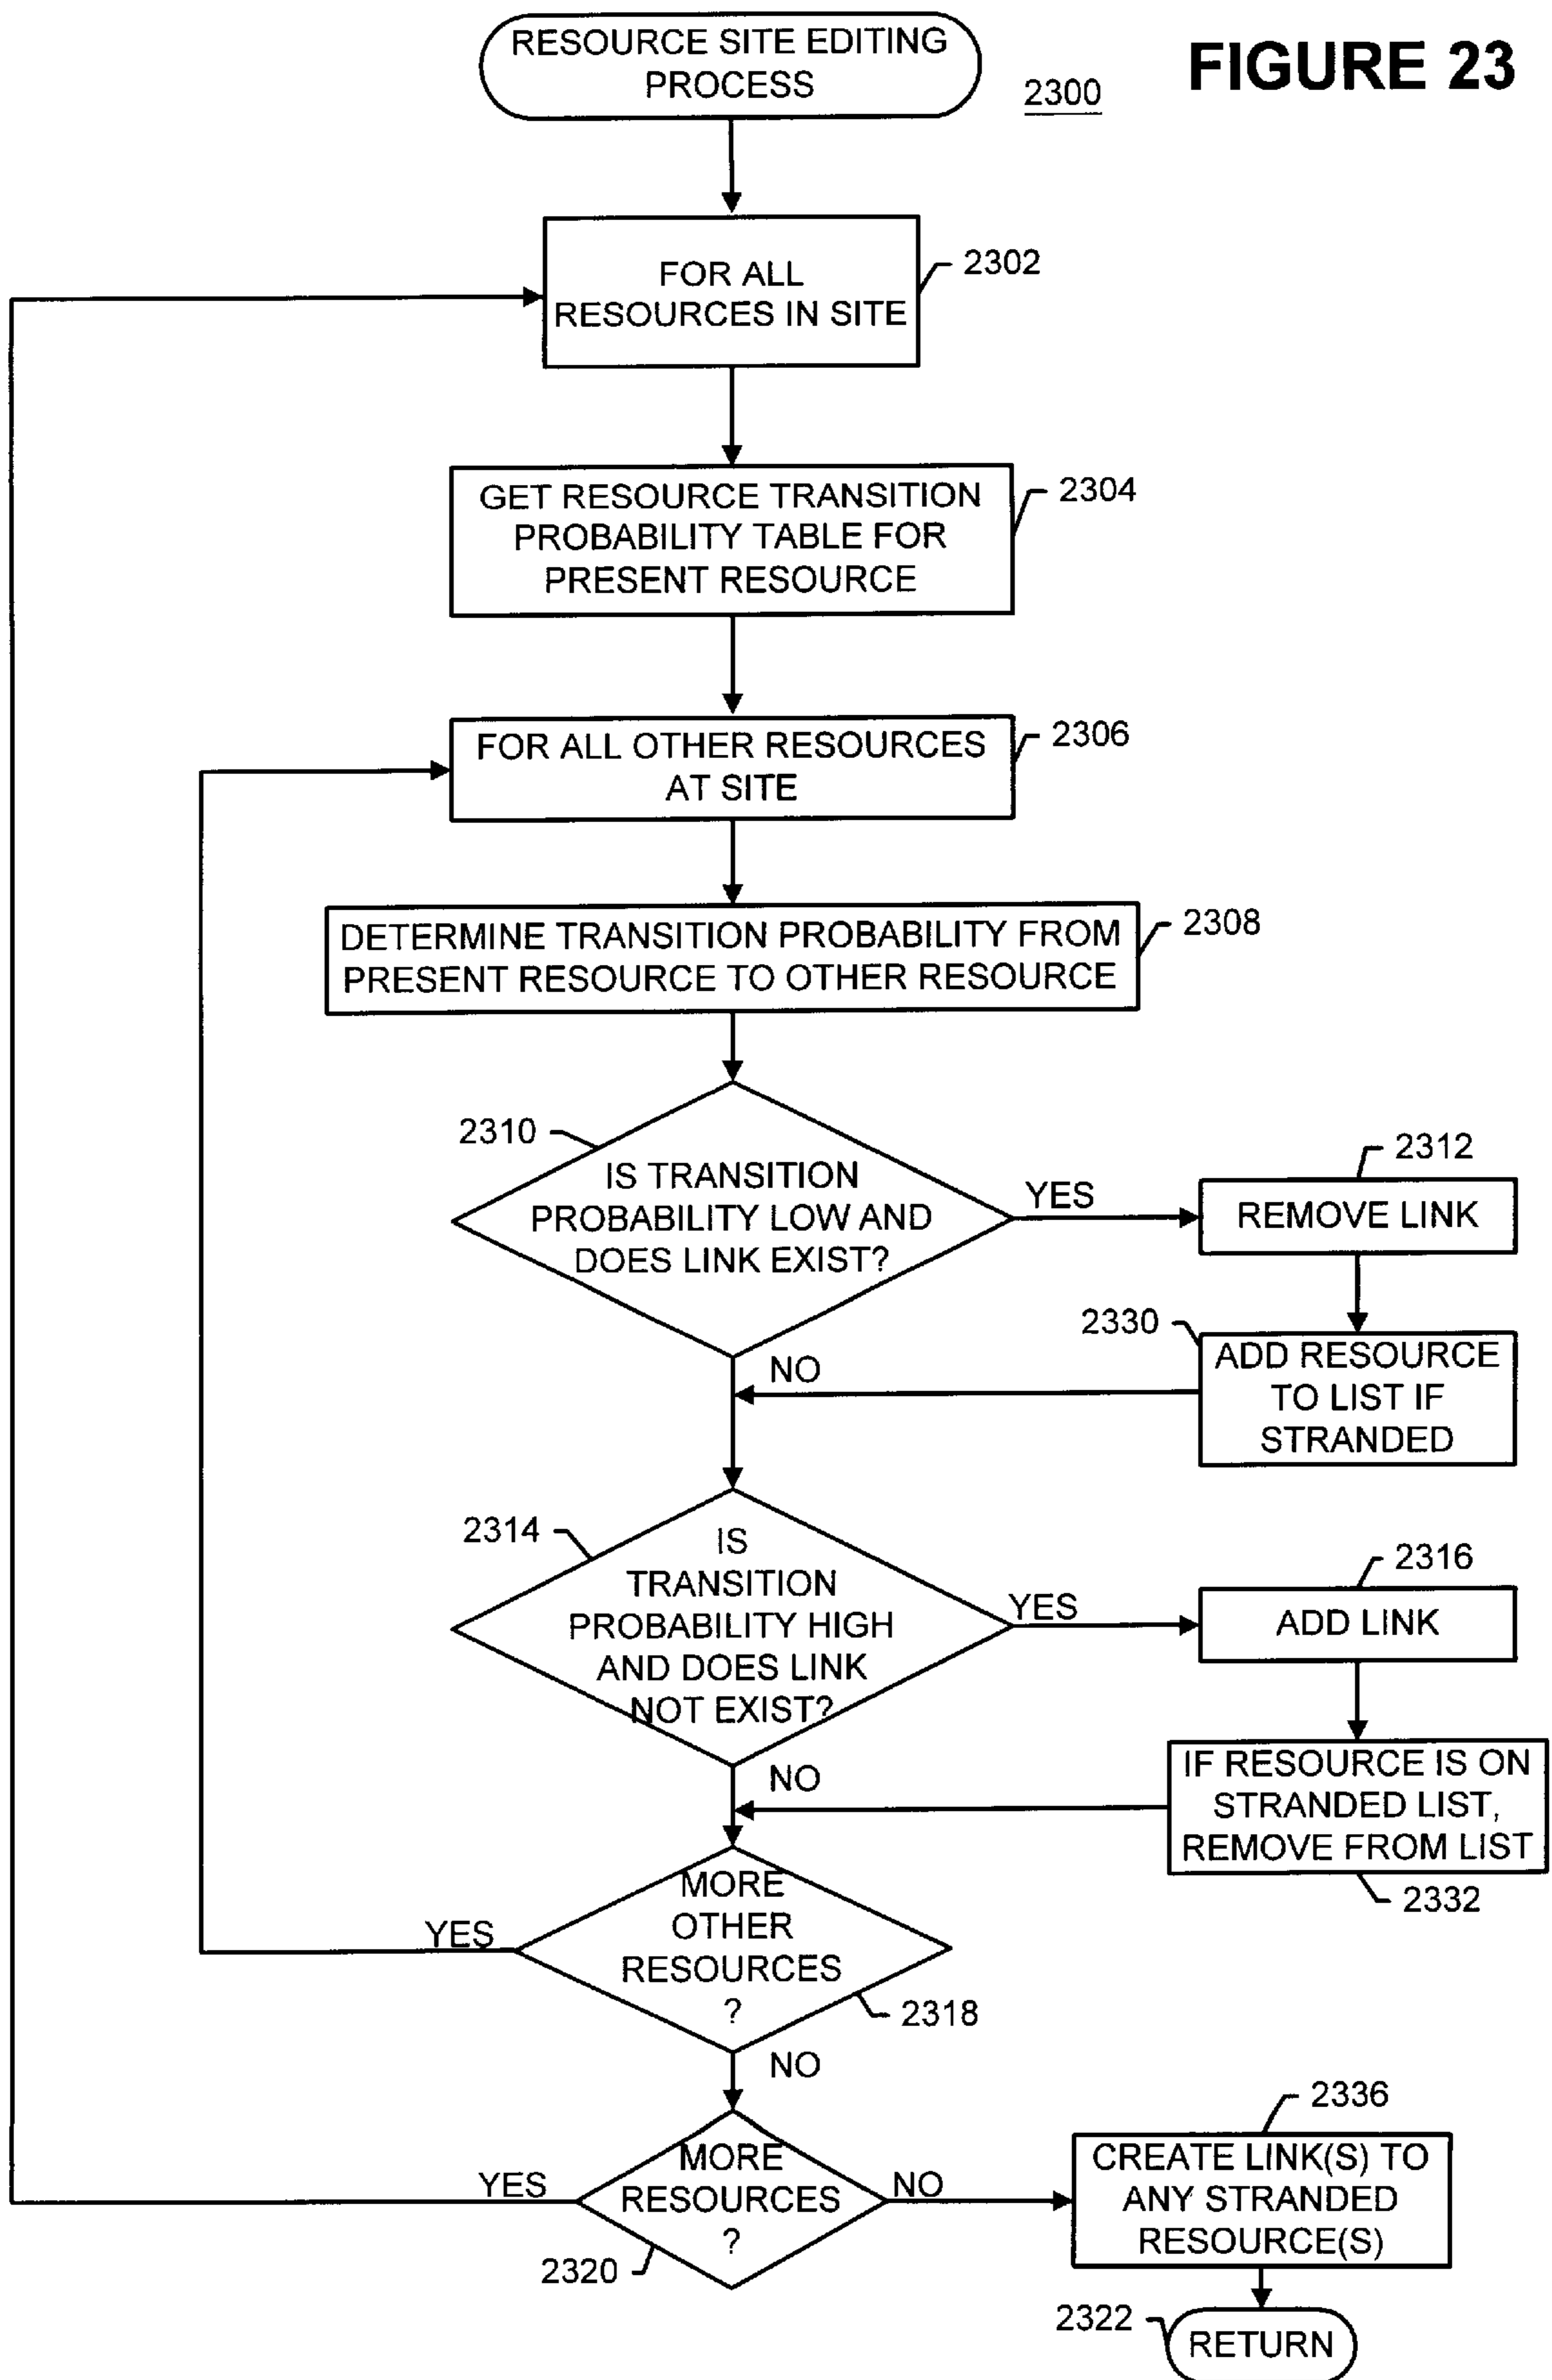 RESOURCE SITE EDITING
PROCESS
2300
FIGURE 23
FOR ALL
RESOURCES IN SITE
2302
GET RESOURCE TRANSITION
PROBABILITY TABLE FOR
PRESENT RESOURCE
2304
FOR ALL OTHER RESOURCES
AT SITE
2306
DETERMINE TRANSITION PROBABILITY FROM
PRESENT RESOURCE TO OTHER RESOURCE
2308
2310
IS TRANSITION
PROBABILITY LOW AND
DOES LINK EXIST?
YES
2312
REMOVE LINK
2330
ADD RESOURCE
TO LIST IF
STRANDED
NO
2314
IS
TRANSITION
PROBABILITY HIGH
AND DOES LINK
NOT EXIST?
YES
2316
ADD LINK
IF RESOURCE IS ON
STRANDED LIST,
REMOVE FROM LIST
2332
NO
MORE
OTHER
RESOURCES
?
YES
2318
NO
MORE
RESOURCES
?
YES
NO
2320
2336
CREATE LINK(S) TO
ANY STRANDED
RESOURCE(S)
2322
RETURN